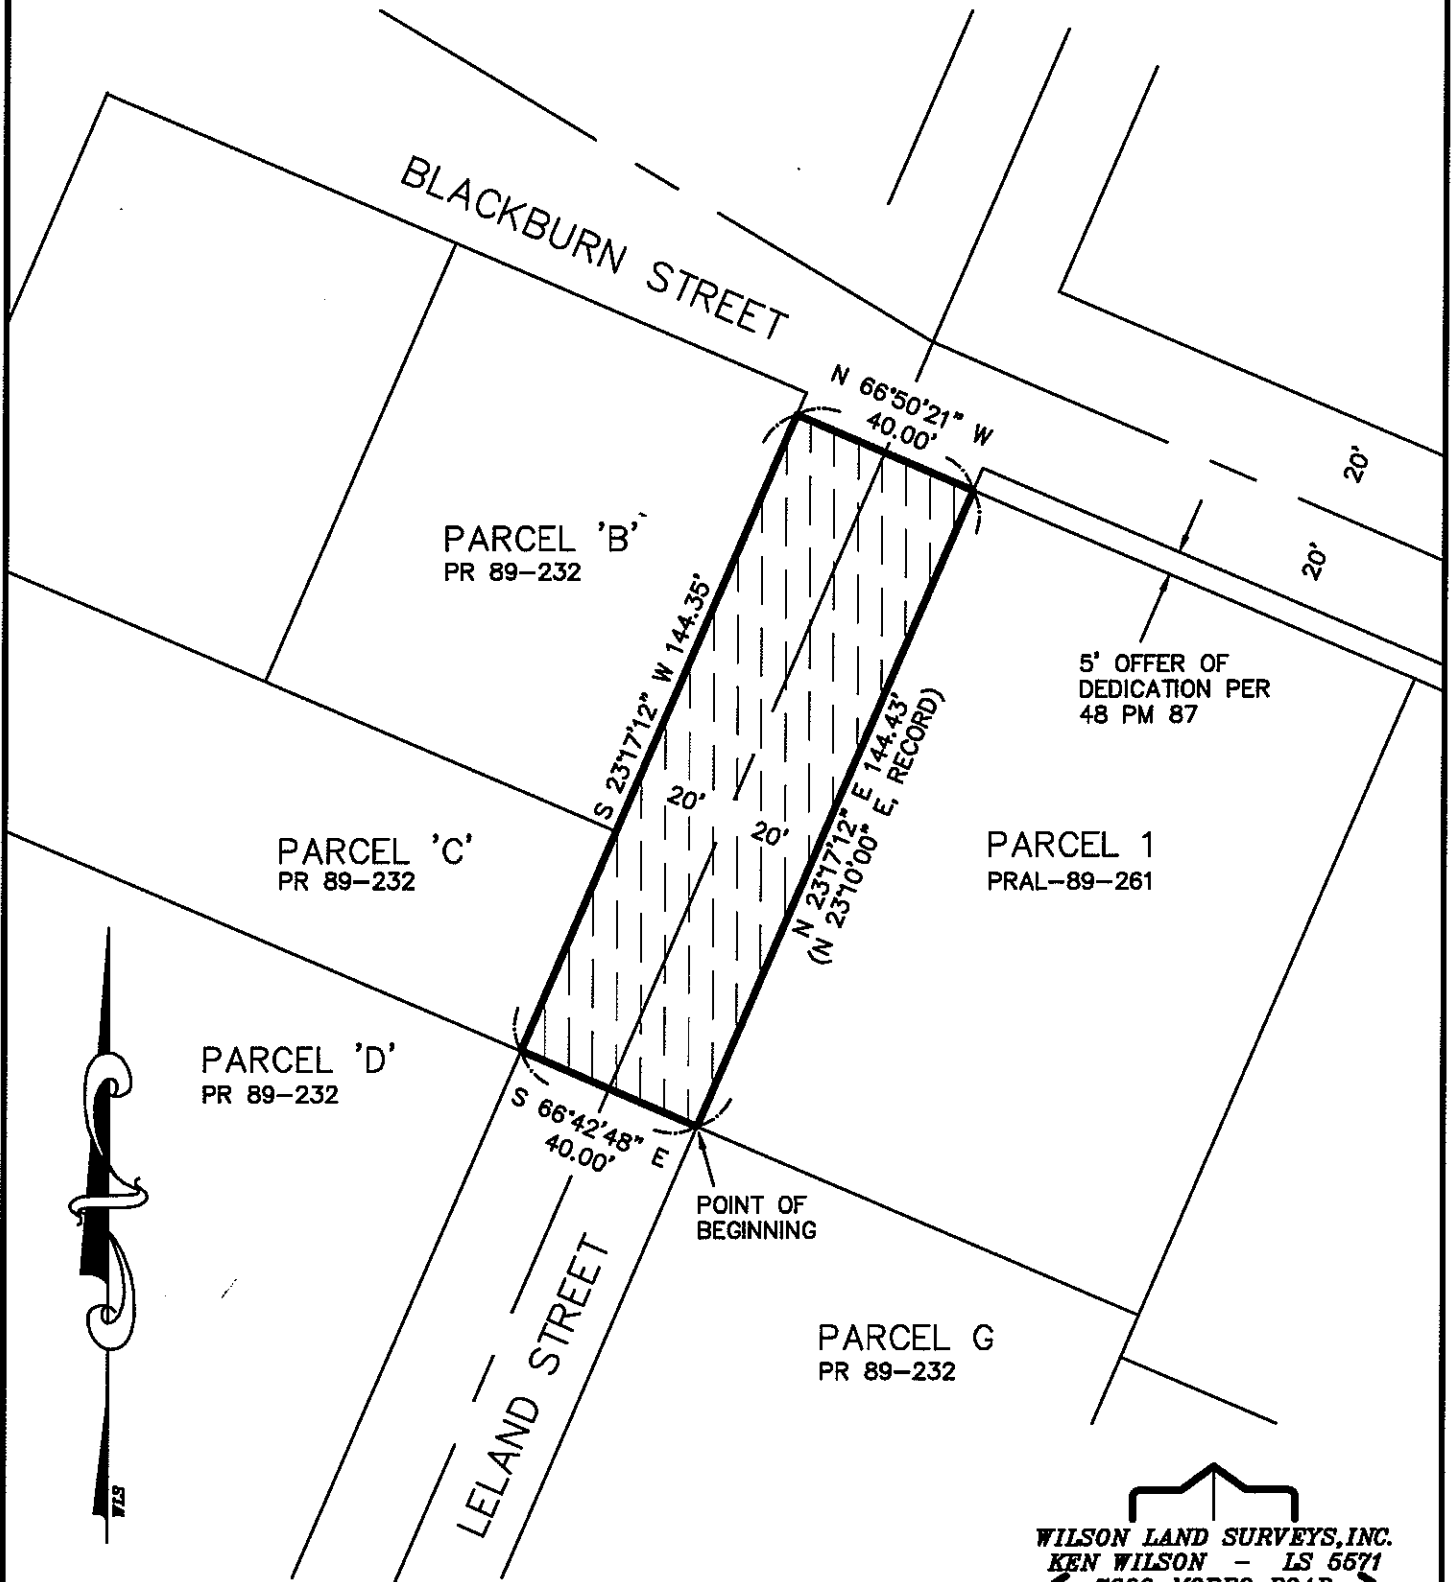 BLACKBURN STREET
N 66°50'21" W
40.00'
20'
20'
PARCEL 'B'
PR 89-232
S 23°17'12" W 144.35'
5' OFFER OF
DEDICATION PER
48 PM 87
N 23°17'12" E 144.43'
(N 23°10'00" E, RECORD)
20'
20'
PARCEL 'C'
PR 89-232
PARCEL 1
PRAL-89-261
PARCEL 'D'
PR 89-232
S 66°42'48" E
40.00'
POINT OF
BEGINNING
LELAND STREET
PARCEL G
PR 89-232
WLS
WILSON LAND SURVEYS, INC.
KEN WILSON - LS 5571